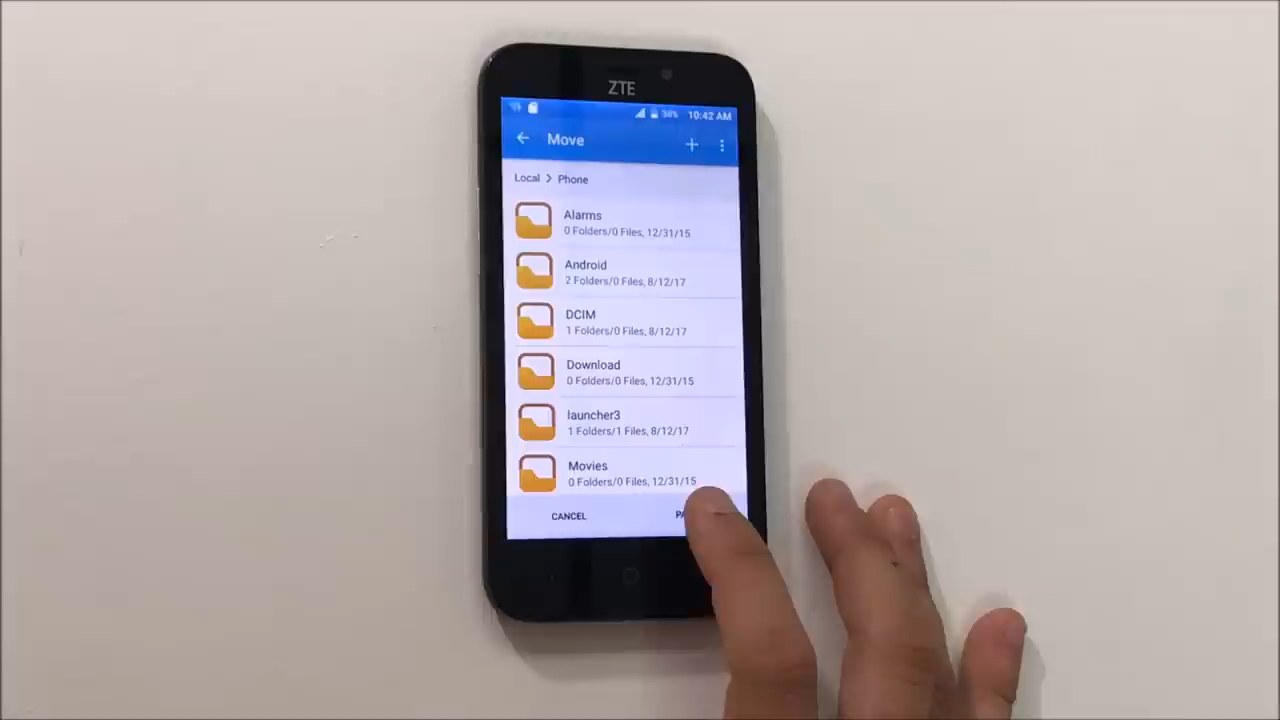 ZTE
58% 10:42 AM
Move
Local > Phone
Alarms
0 Folders/0 Files, 12/31/15
Android
2 Folders/0 Files, 8/12/17
DCIM
1 Folders/0 Files, 8/12/17
Download
0 Folders/0 Files, 12/31/15
launcher3
1 Folders/1 Files, 8/12/17
Movies
0 Folders/0 Files, 12/31/15
CANCEL